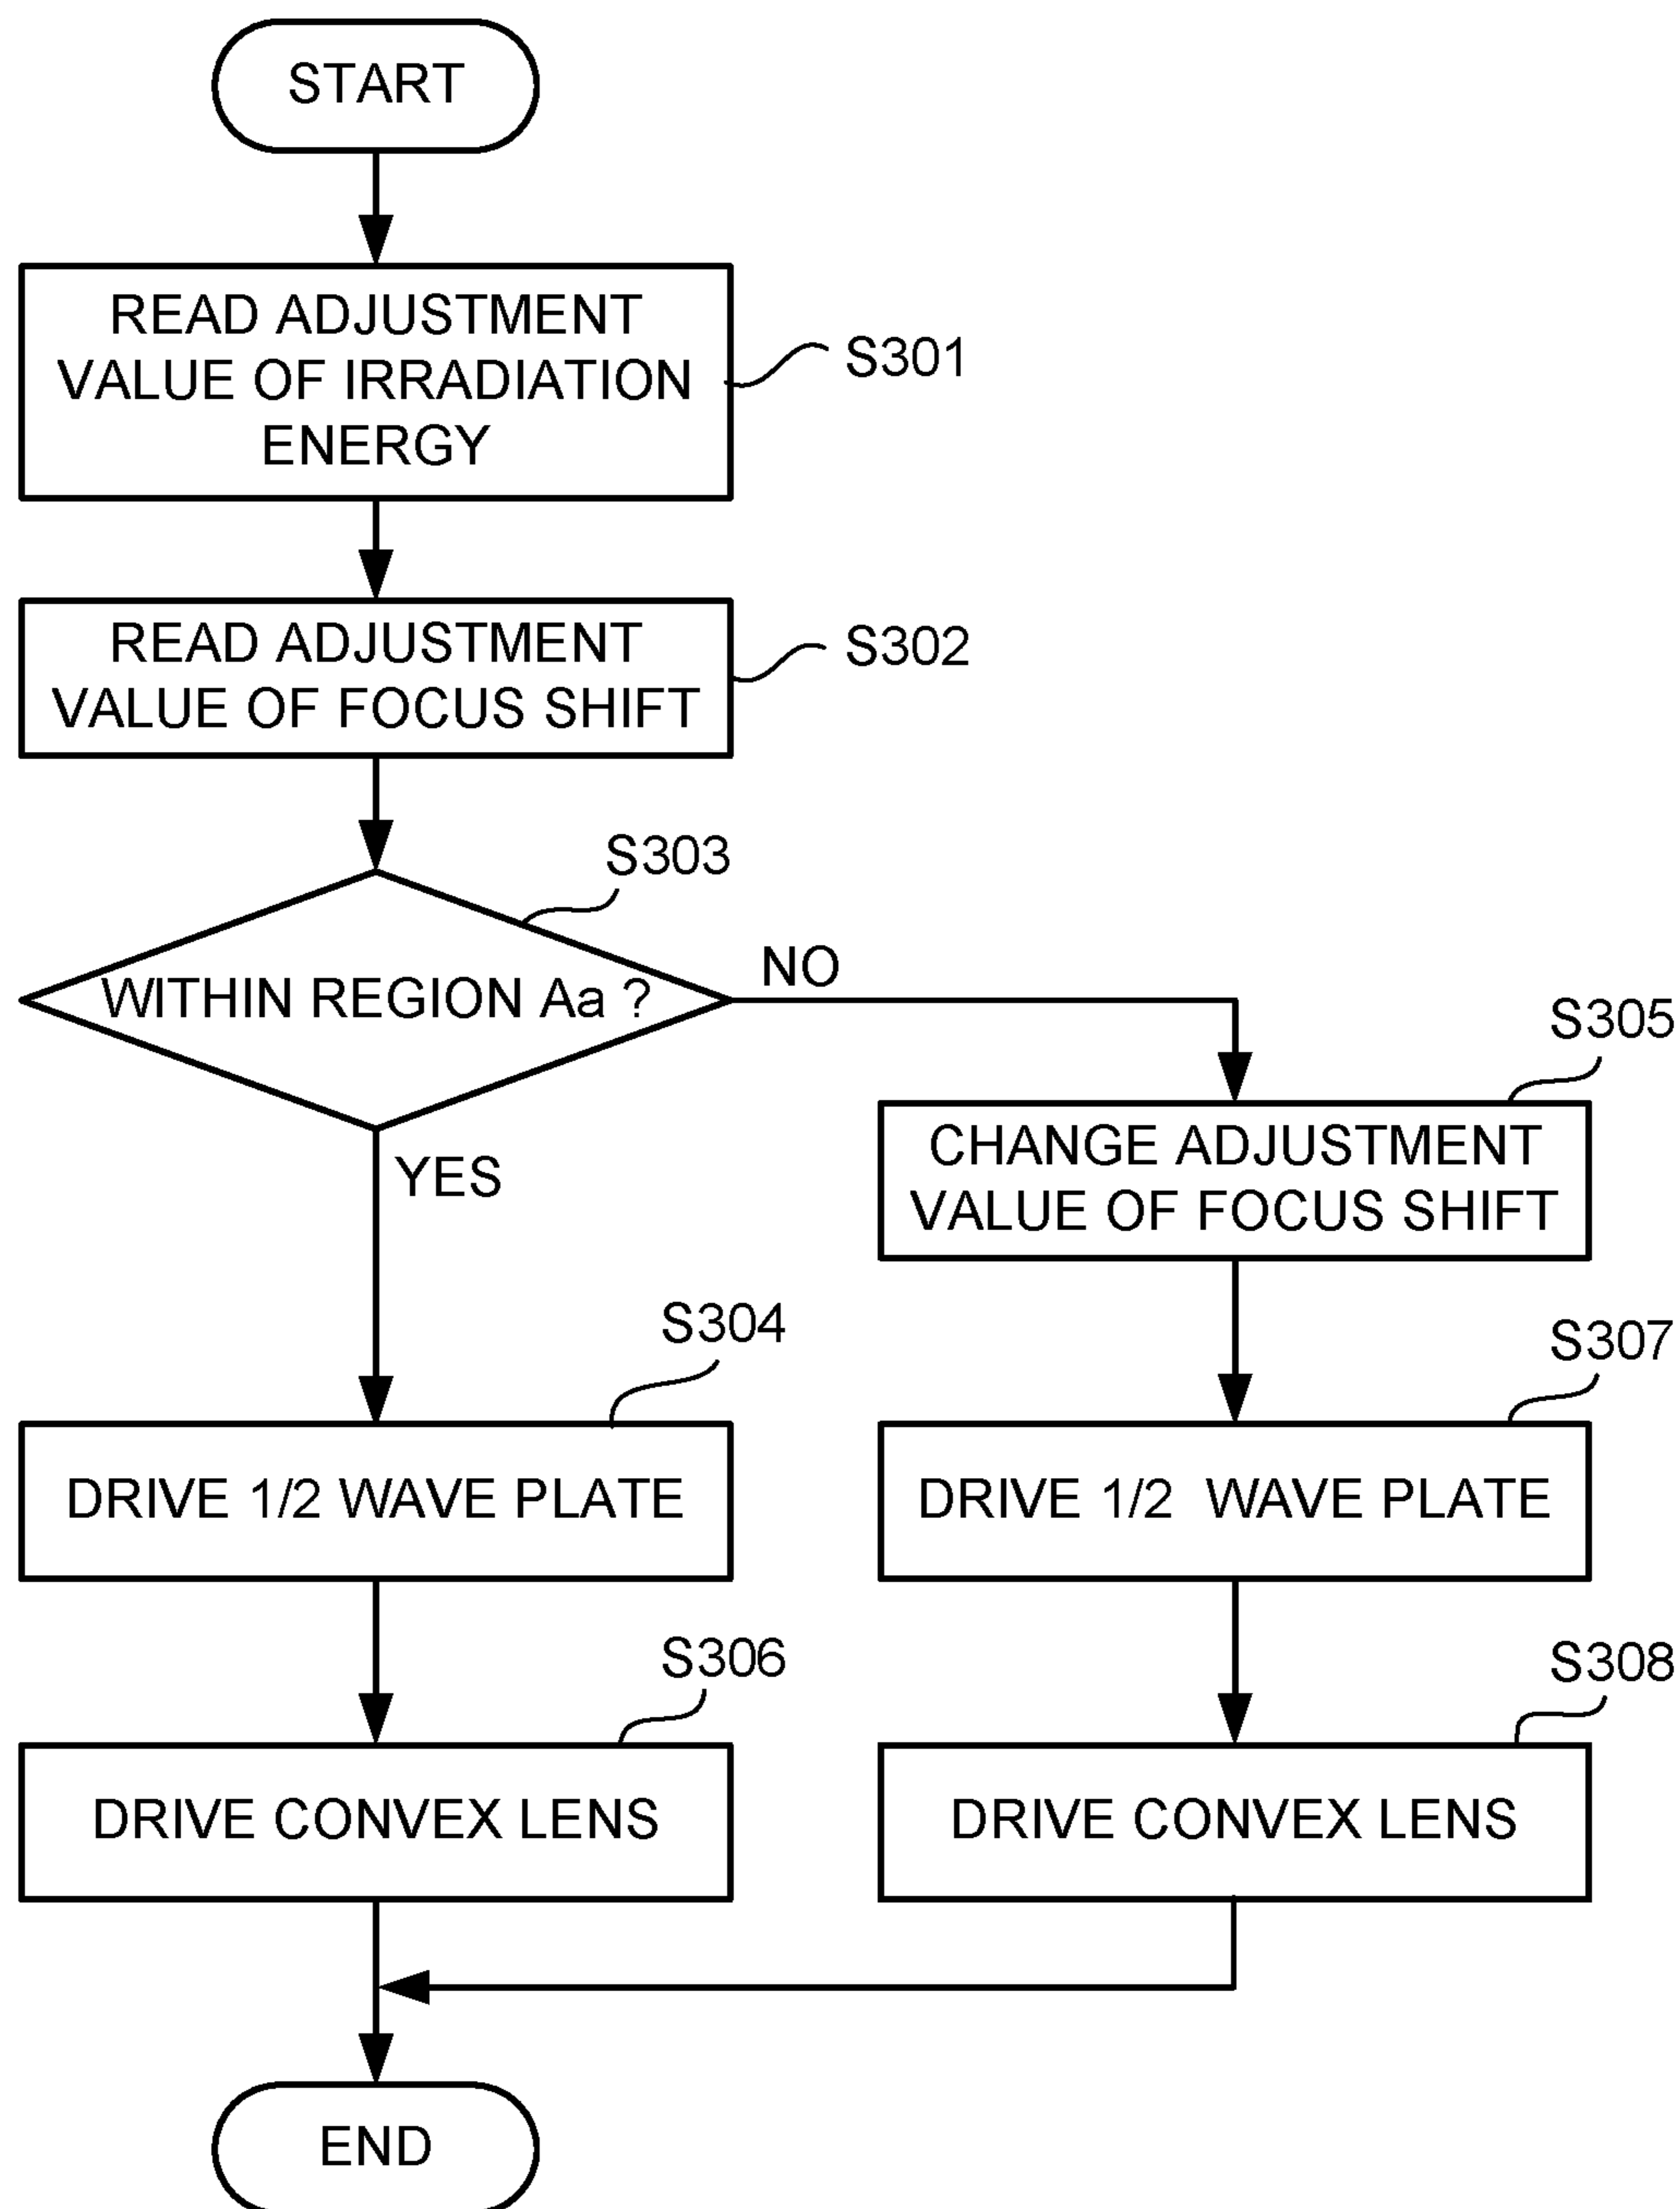 START
READ ADJUSTMENT
VALUE OF IRRADIATION
ENERGY
S301
READ ADJUSTMENT
VALUE OF FOCUS SHIFT
S302
S303
WITHIN REGION Aa ?
NO
YES
S305
CHANGE ADJUSTMENT
VALUE OF FOCUS SHIFT
S304
DRIVE 1/2 WAVE PLATE
S307
DRIVE 1/2 WAVE PLATE
S306
DRIVE CONVEX LENS
S308
DRIVE CONVEX LENS
END